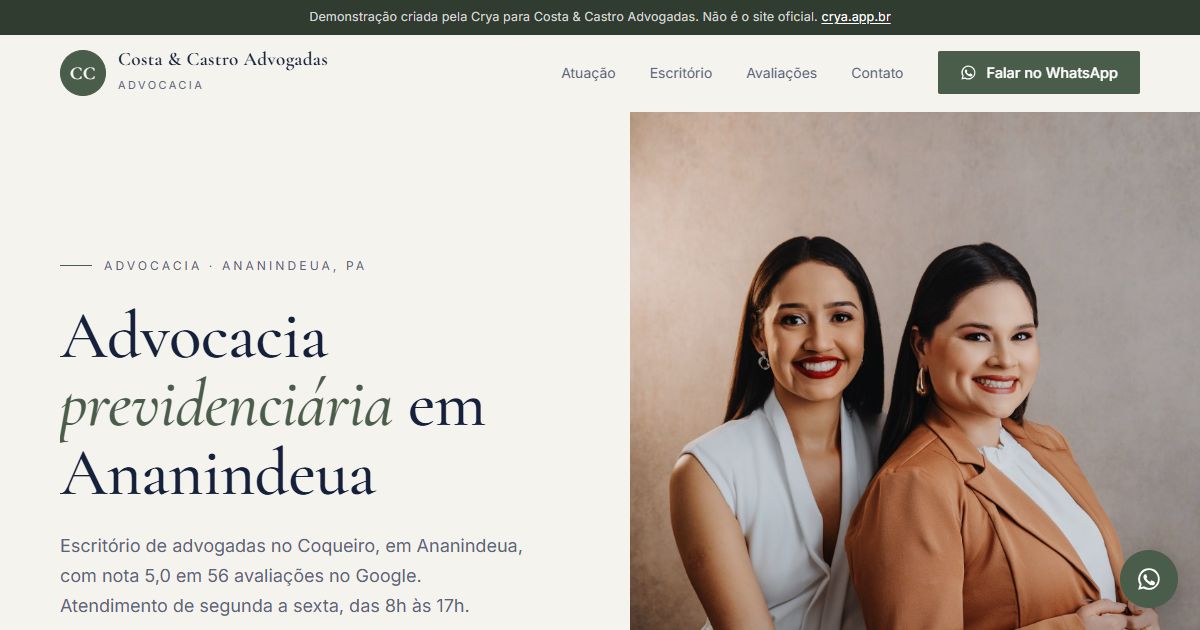 Demonstração criada pela Crya para Costa & Castro Advogadas. Não é o site oficial. crya.app.br
CC
Costa & Castro Advogadas
ADVOCACIA
Atuação
Escritório
Avaliações
Contato
Falar no WhatsApp
ADVOCACIA · ANANINDEUA, PA
Advocacia
previdenciária em
Ananindeua
Escritório de advogadas no Coqueiro, em Ananindeua,
com nota 5,0 em 56 avaliações no Google.
Atendimento de segunda a sexta, das 8h às 17h.